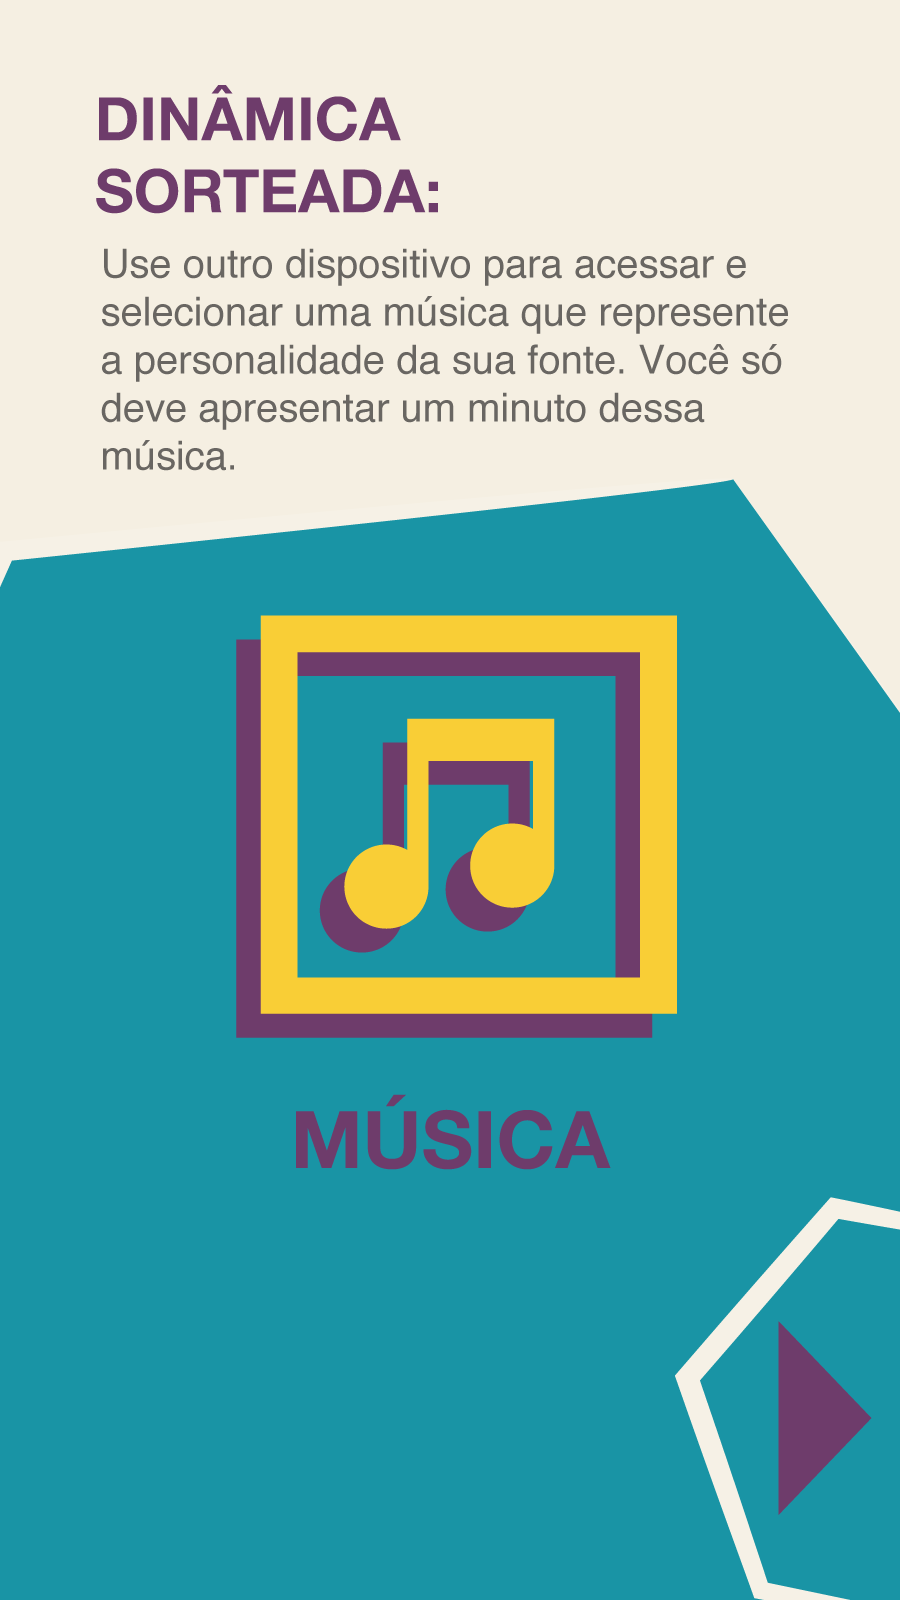 DINÂMICA
SORTEADA:
Use outro dispositivo para acessar e
selecionar uma música que represente
a personalidade da sua fonte. Você só
deve apresentar um minuto dessa
música.
MÚSICA